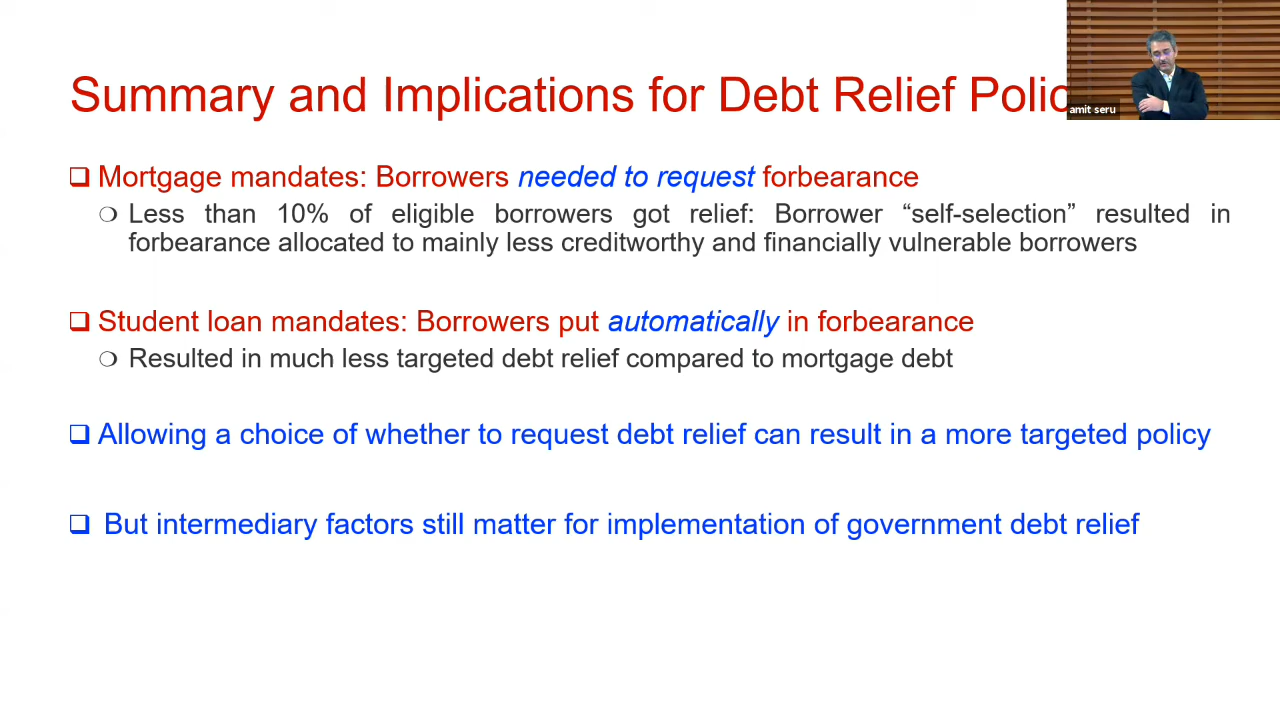 Summary and Implications for Debt Relief Polic
amit seru
Mortgage mandates: Borrowers needed to request forbearance
Less than 10% of eligible borrowers got relief: Borrower “self-selection” resulted in
forbearance allocated to mainly less creditworthy and financially vulnerable borrowers
Student loan mandates: Borrowers put automatically in forbearance
Resulted in much less targeted debt relief compared to mortgage debt
Allowing a choice of whether to request debt relief can result in a more targeted policy
But intermediary factors still matter for implementation of government debt relief